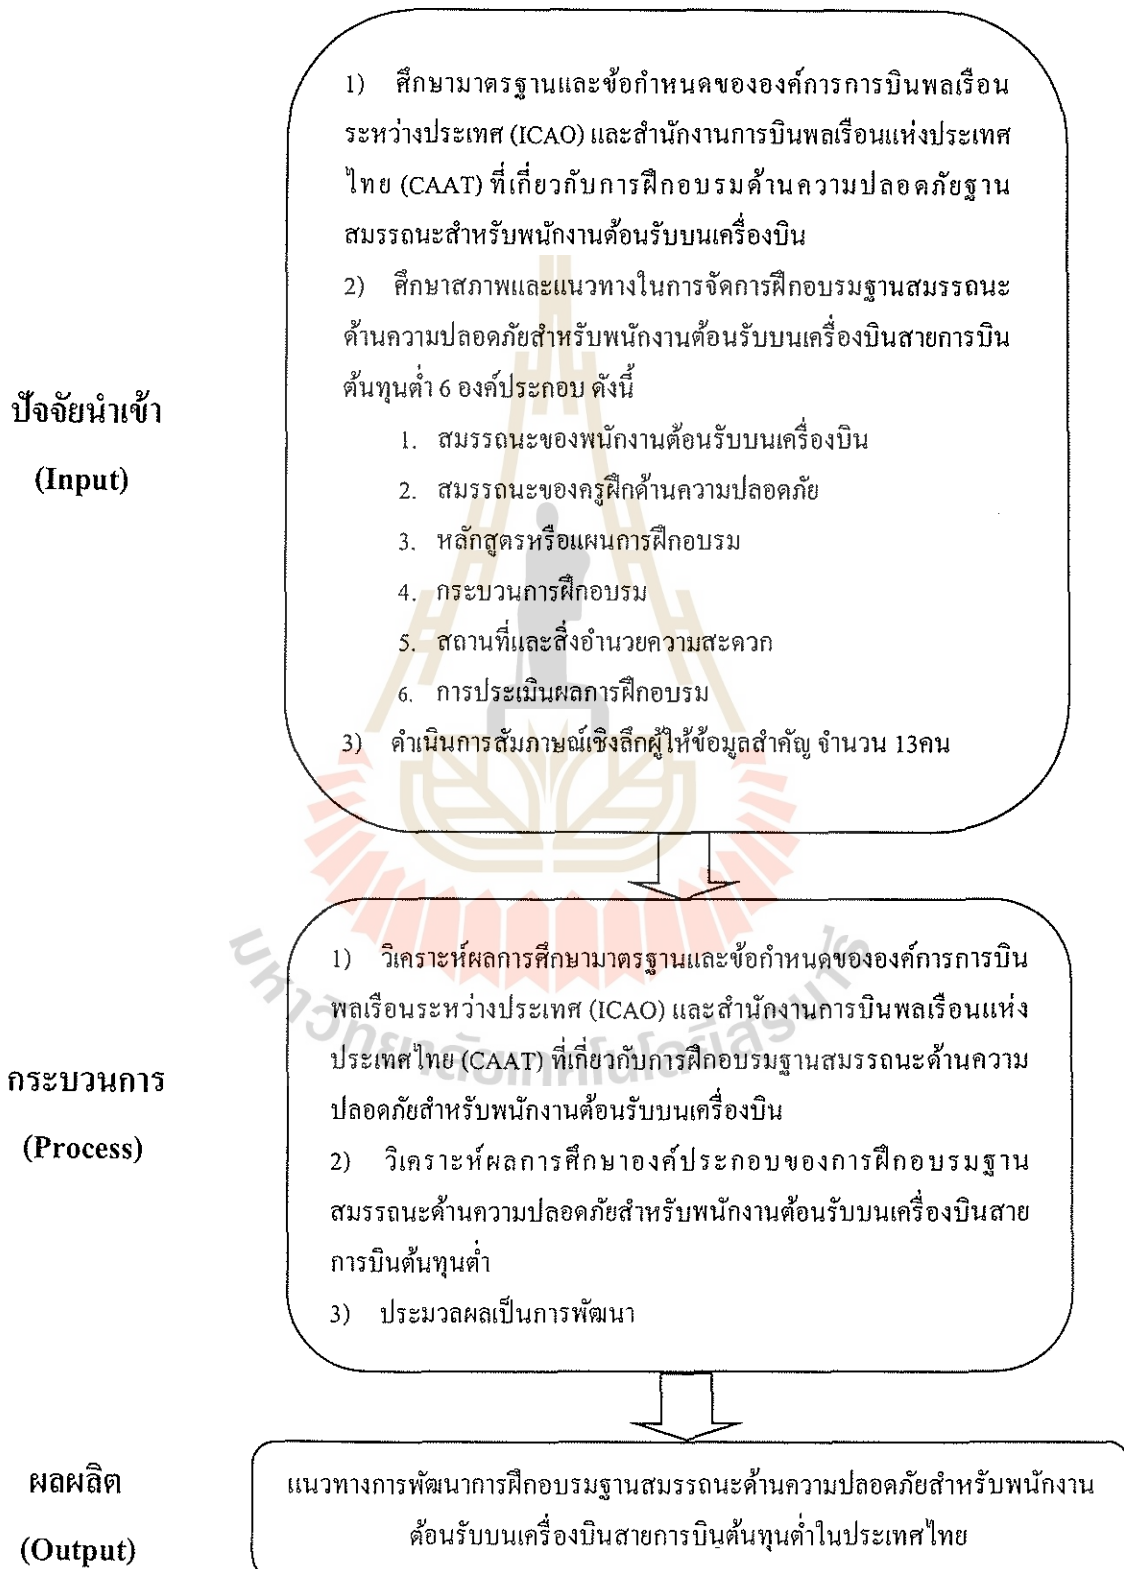 1) ศึกษามาตรฐานและข้อกำหนดขององค์การการบินพลเรือน
ระหว่างประเทศ (ICAO) และสำนักงานการบินพลเรือนแห่งประเทศ
ไทย (CAAT) ที่เกี่ยวกับการฝึกอบรมด้านความปลอดภัยฐาน
สมรรถนะสำหรับพนักงานต้อนรับบนเครื่องบิน
2) ศึกษาสภาพและแนวทางในการจัดการฝึกอบรมฐานสมรรถนะ
ด้านความปลอดภัยสำหรับพนักงานต้อนรับบนเครื่องบินสายการบิน
ต้นทุนต่ำ 6 องค์ประกอบ ดังนี้
ปัจจัยนำเข้า
(Input)
1. สมรรถนะของพนักงานต้อนรับบนเครื่องบิน
2. สมรรถนะของครูฝึกด้านความปลอดภัย
3. หลักสูตรหรือแผนการฝึกอบรม
4. กระบวนการฝึกอบรม
5. สถานที่และสิ่งอำนวยความสะดวก
6. การประเมินผลการฝึกอบรม
3) ดำเนินการสัมภาษณ์เชิงลึกผู้ให้ข้อมูลสำคัญ จำนวน 13คน
มหาวิทยาลัยเทคโนโลยีสุรนารี
1) วิเคราะห์ผลการศึกษามาตรฐานและข้อกำหนดขององค์การการบิน
พลเรือนระหว่างประเทศ (ICAO) และสำนักงานการบินพลเรือนแห่ง
ประเทศไทย (CAAT) ที่เกี่ยวกับการฝึกอบรมฐานสมรรถนะด้านความ
ปลอดภัยสำหรับพนักงานต้อนรับบนเครื่องบิน
กระบวนการ
(Process)
2) วิเคราะห์ผลการศึกษาองค์ประกอบของการฝึกอบรมฐาน
สมรรถนะด้านความปลอดภัยสำหรับพนักงานต้อนรับบนเครื่องบินสาย
การบินต้นทุนต่ำ
3) ประมวลผลเป็นการพัฒนา
ผลผลิต
(Output)
แนวทางการพัฒนาการฝึกอบรมฐานสมรรถนะด้านความปลอดภัยสำหรับพนักงาน
ต้อนรับบนเครื่องบินสายการบินต้นทุนต่ำในประเทศไทย